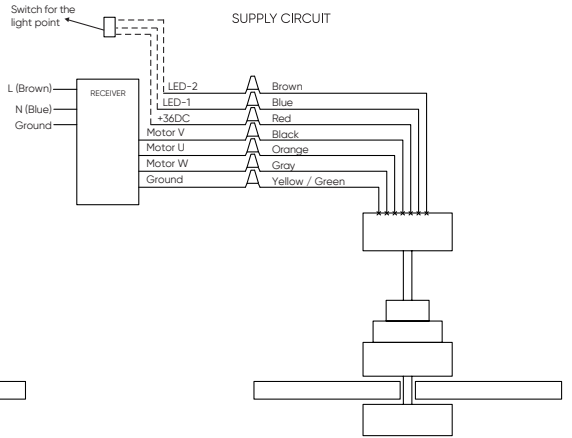 Switch for the
light point
SUPPLY CIRCUIT
L (Brown)
N (Blue)
Ground
RECEIVER
LED-2 Brown
LED-1 Blue
+36DC Red
Motor V Black
Motor U Orange
Motor W Gray
Ground Yellow / Green